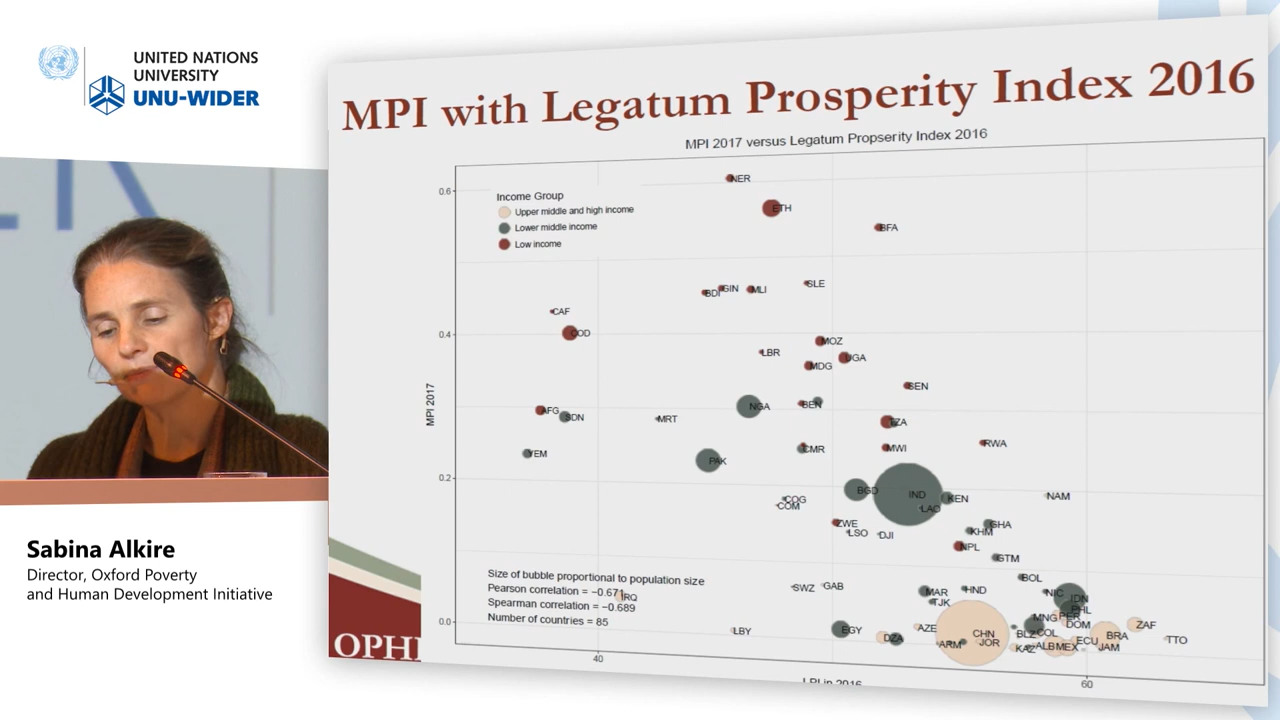 UNITED NATIONS
UNIVERSITY
UNU-WIDER
Sabina Alkire
Director, Oxford Poverty
and Human Development Initiative
MPI with Legatum Prosperity Index 2016
MPI 2017 versus Legatum Propserity Index 2016
Income Group
Upper middle and high income
Lower middle income
Low income
MPI 2017
0.6
0.4
0.2
0.0
NER
ETH
BFA
BDI
GIN
MLI
SLE
CAF
COD
MOZ
LBR
UGA
MDG
SEN
AFG
SDN
MRT
NGA
BEN
TZA
YEM
CMR
MWI
RWA
PAK
BGD
IND
KEN
NAM
LAO
COG
COM
ZWE
LSO
DJI
GHA
KHM
NPL
GTM
BOL
SWZ
GAB
MAR
HND
NIC
IDN
TJK
PHL
PER
MNG
DOM
ZAF
LBY
EGY
DZA
AZE
CHN
BLZ
COL
ECU
BRA
TTO
ARM
JOR
KAZ
ALB
MEX
JAM
Size of bubble proportional to population size
Pearson correlation = −0.671
IRQ
Spearman correlation = −0.689
Number of countries = 85
40
60
LPI in 2016
OPHI